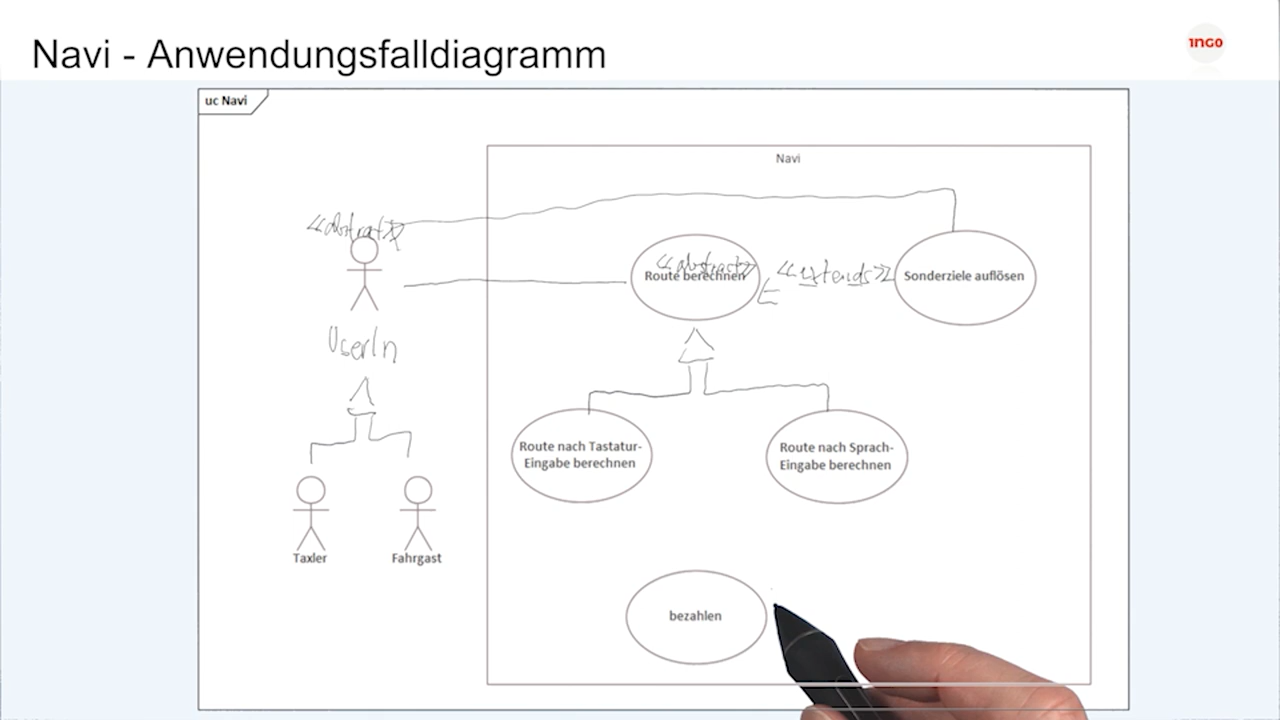 Navi - Anwendungsfalldiagramm
1NGO
uc Navi
Navi
<<abstract>>
<<abstract>>
Route berechnen
<<extends>>
Sonderziele auflösen
UserIn
Route nach Tastatur-
Eingabe berechnen
Route nach Sprach-
Eingabe berechnen
Taxler
Fahrgast
bezahlen